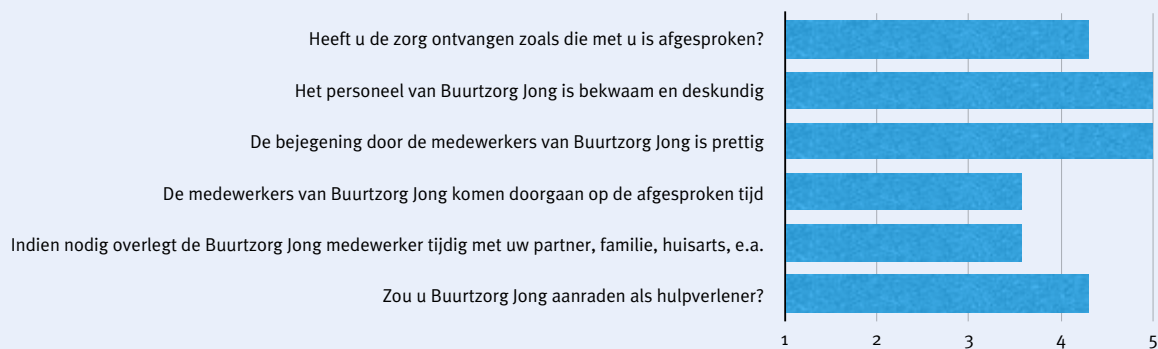 Heeft u de zorg ontvangen zoals die met u is afgesproken?
Het personeel van Buurtzorg Jong is bekwaam en deskundig
De bejegening door de medewerkers van Buurtzorg Jong is prettig
De medewerkers van Buurtzorg Jong komen doorgaan op de afgesproken tijd
Indien nodig overlegt de Buurtzorg Jong medewerker tijdig met uw partner, familie, huisarts, e.a.
Zou u Buurtzorg Jong aanraden als hulpverlener?
1 2 3 4 5